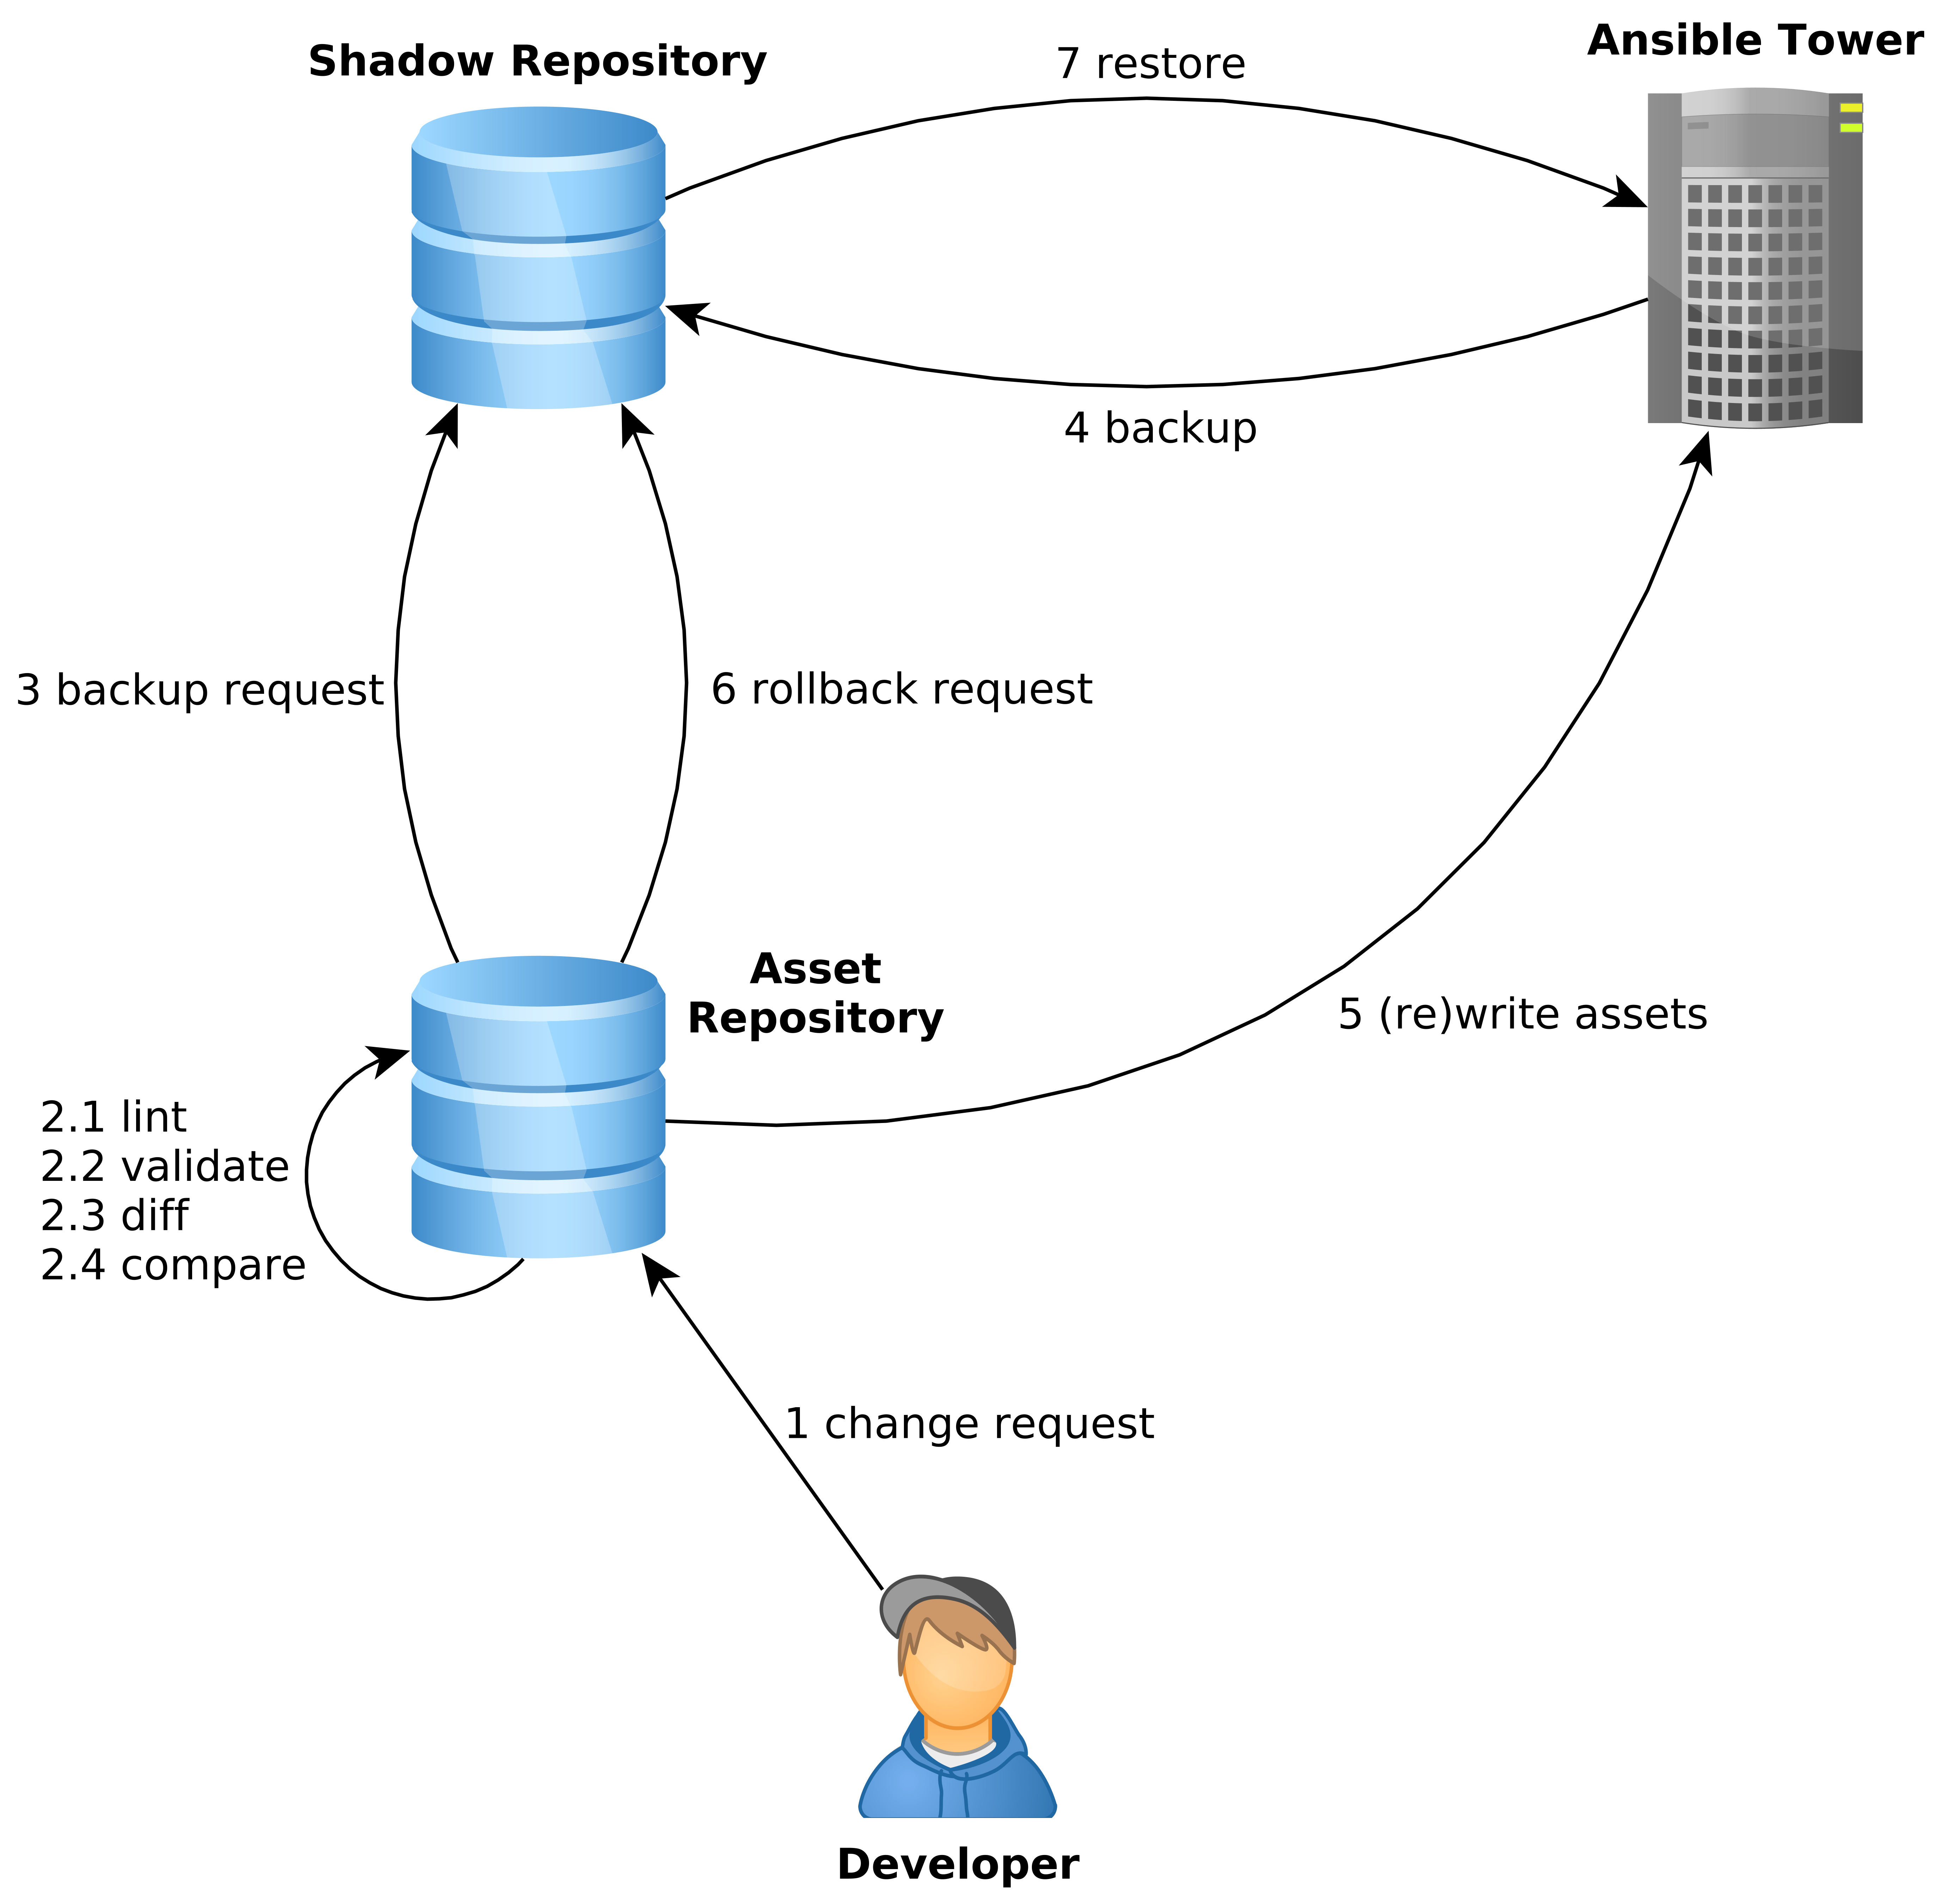 Shadow Repository
7 restore
Ansible Tower
4 backup
3 backup request
6 rollback request
Asset
Repository
5 (re)write assets
2.1 lint
2.2 validate
2.3 diff
2.4 compare
1 change request
Developer